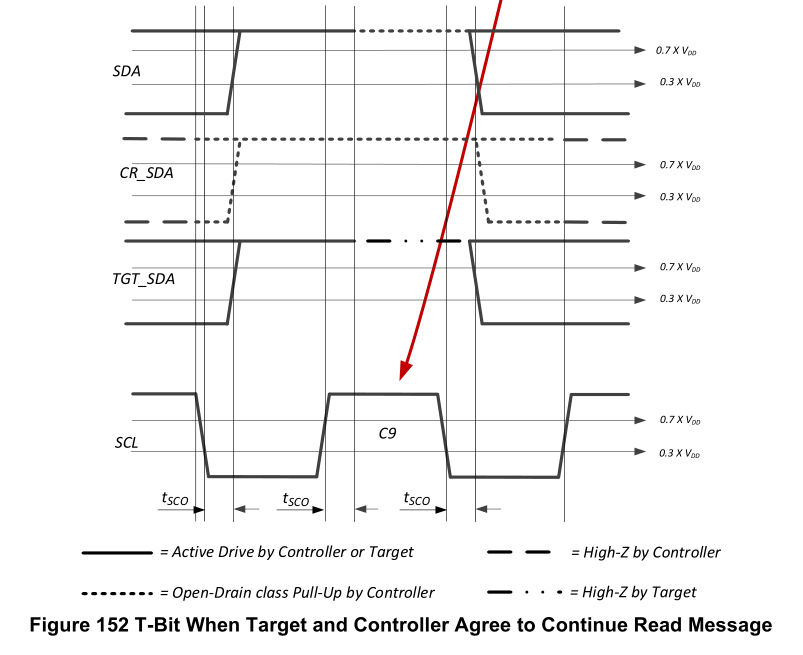 SDA
0.7 X VDD
0.3 X VDD
CR_SDA
0.7 X VDD
0.3 X VDD
TGT_SDA
0.7 X VDD
0.3 X VDD
SCL
C9
0.7 X VDD
0.3 X VDD
tSCO tSCO tSCO
= Active Drive by Controller or Target = High-Z by Controller
= Open-Drain class Pull-Up by Controller = High-Z by Target
Figure 152 T-Bit When Target and Controller Agree to Continue Read Message